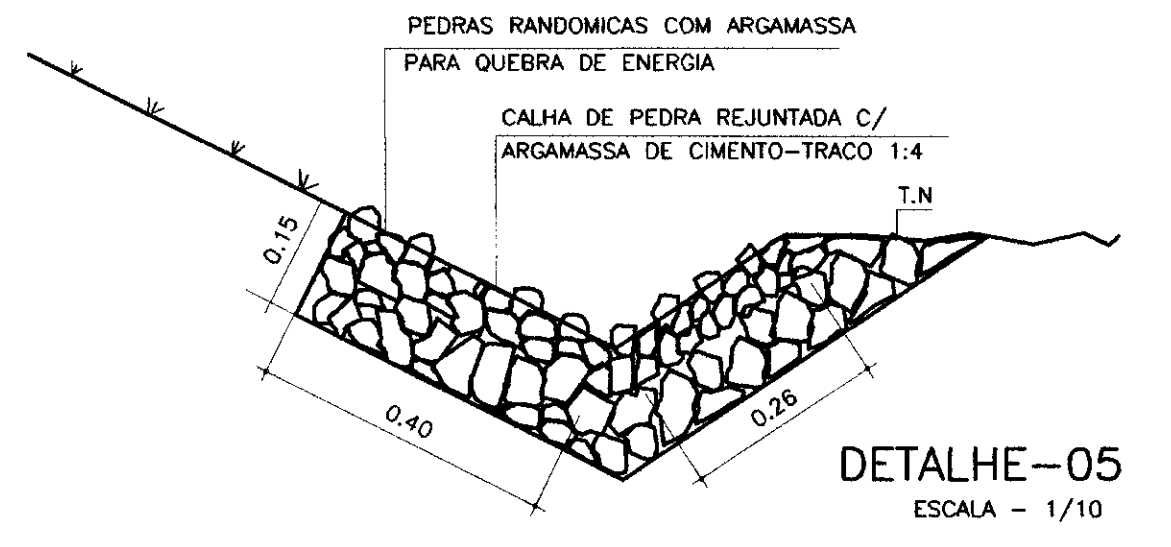 PEDRAS RANDOMICAS COM ARGAMASSA
PARA QUEBRA DE ENERGIA
CALHA DE PEDRA REJUNTADA C/
ARGAMASSA DE CIMENTO-TRACO 1:4
T.N
0.15
0.40
0.26
DETALHE-05
ESCALA - 1/10